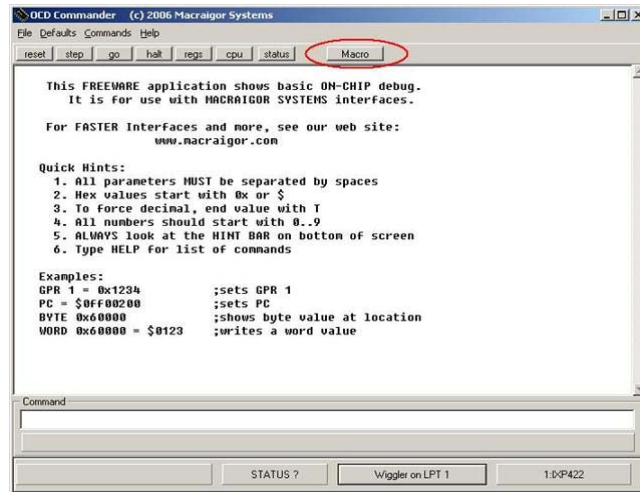 OCD Commander (c) 2006 Macraigor Systems
File Defaults Commands Help
reset step go halt regs cpu status Macro
This FREEWARE application shows basic ON-CHIP debug.
It is for use with MACRAIGOR SYSTEMS interfaces.
For FASTER Interfaces and more, see our web site:
www.macraigor.com
Quick Hints:
1. All parameters MUST be separated by spaces
2. Hex values start with 0x or $
3. To force decimal, end value with T
4. All numbers should start with 0..9
5. ALWAYS look at the HINT BAR on bottom of screen
6. Type HELP for list of commands
Examples:
GPR 1 = 0x1234 ;sets GPR 1
PC = $0FF00200 ;sets PC
BYTE 0x60000 ;shows byte value at location
WORD 0x60000 = $0123 ;writes a word value
Command
STATUS ? Wiggler on LPT 1 1:IXP422